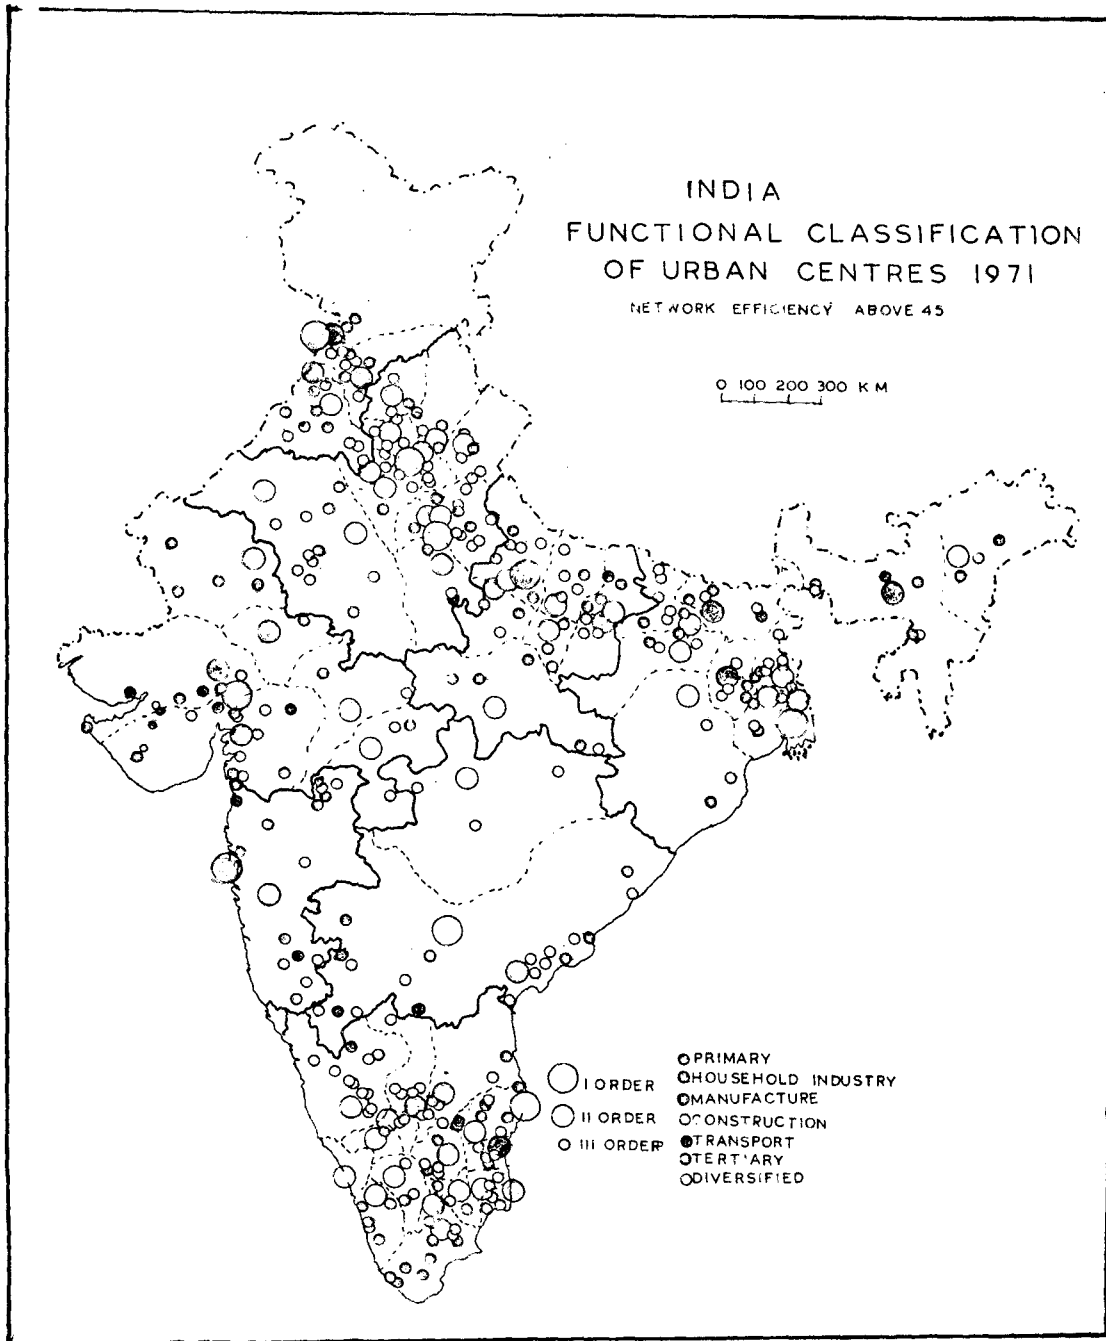 INDIA
FUNCTIONAL CLASSIFICATION
OF URBAN CENTRES 1971
NETWORK EFFICIENCY ABOVE 45
0 100 200 300 KM
I ORDER
II ORDER
III ORDER
PRIMARY
HOUSEHOLD INDUSTRY
MANUFACTURE
CONSTRUCTION
TRANSPORT
TERTIARY
DIVERSIFIED